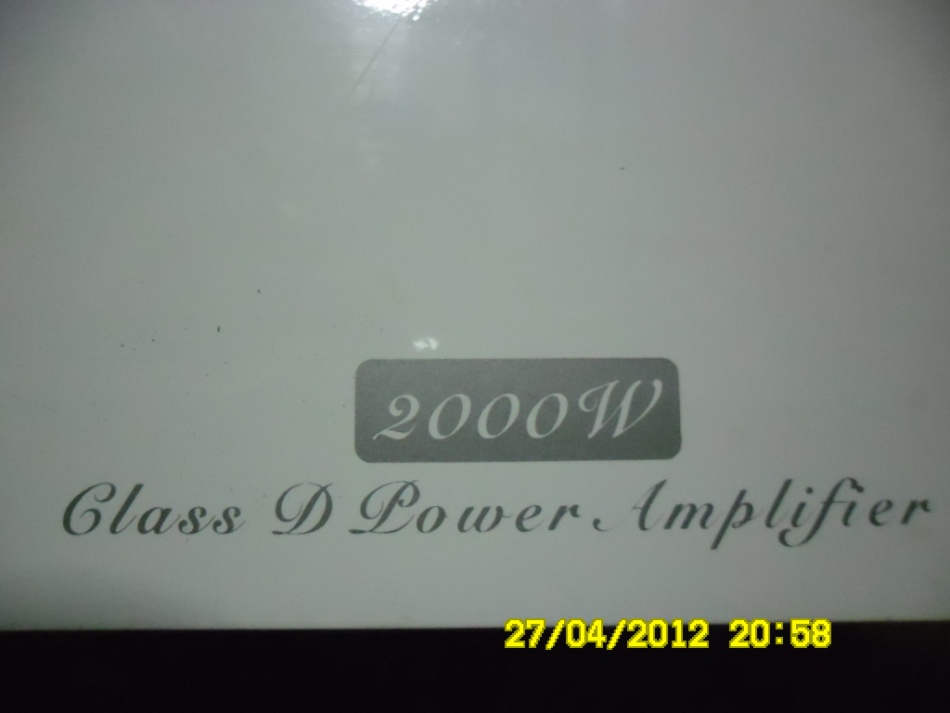 2000W
Class D Power Amplifier
27/04/2012 20:58